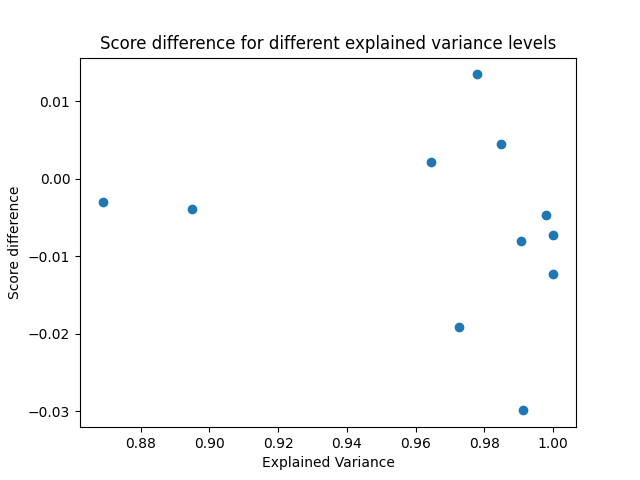 Score difference for different explained variance levels
0.01
0.00
−0.01
−0.02
−0.03
Score difference
0.88 0.90 0.92 0.94 0.96 0.98 1.00
Explained Variance